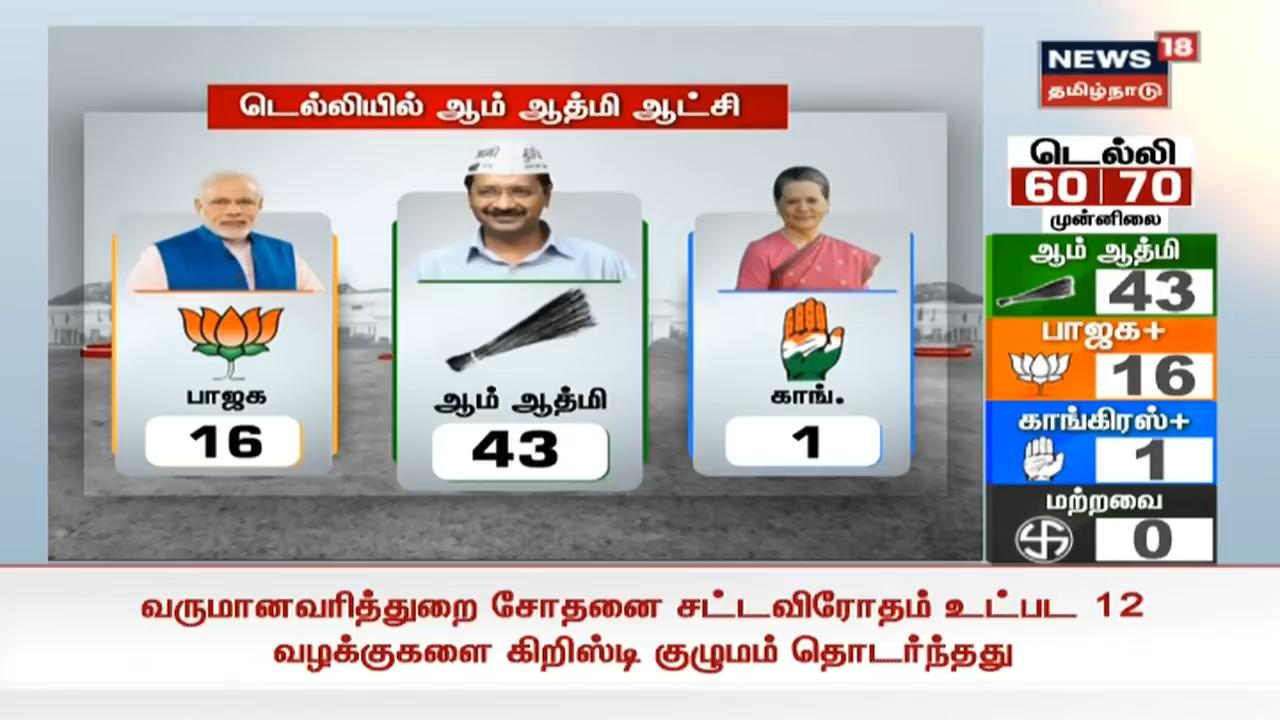 டெல்லியில் ஆம் ஆத்மி ஆட்சி
பாஜக
16
ஆம் ஆத்மி
43
காங்.
1
NEWS 18
தமிழ்நாடு
டெல்லி
60 | 70
முன்னிலை
ஆம் ஆத்மி
43
பாஜக+
16
காங்கிரஸ்+
1
மற்றவை
0
வருமானவரித்துறை சோதனை சட்டவிரோதம் உட்பட 12
வழக்குகளை கிறிஸ்டி குழுமம் தொடர்ந்தது